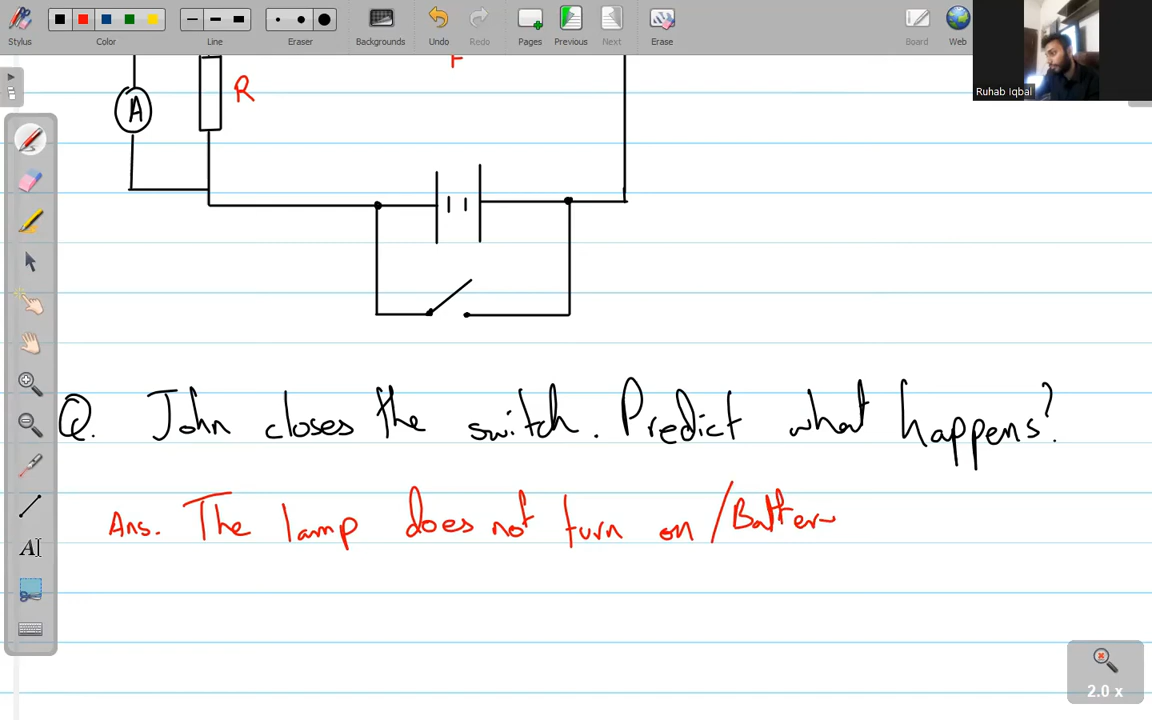 Stylus
Color
Line
Eraser
Backgrounds
Undo
Redo
Pages
Previous
Next
Erase
Board
Web
Ruhab Iqbal
A
R
Q. John closes the switch. Predict what happens?
Ans. The lamp does not turn on / Batter
2.0 x